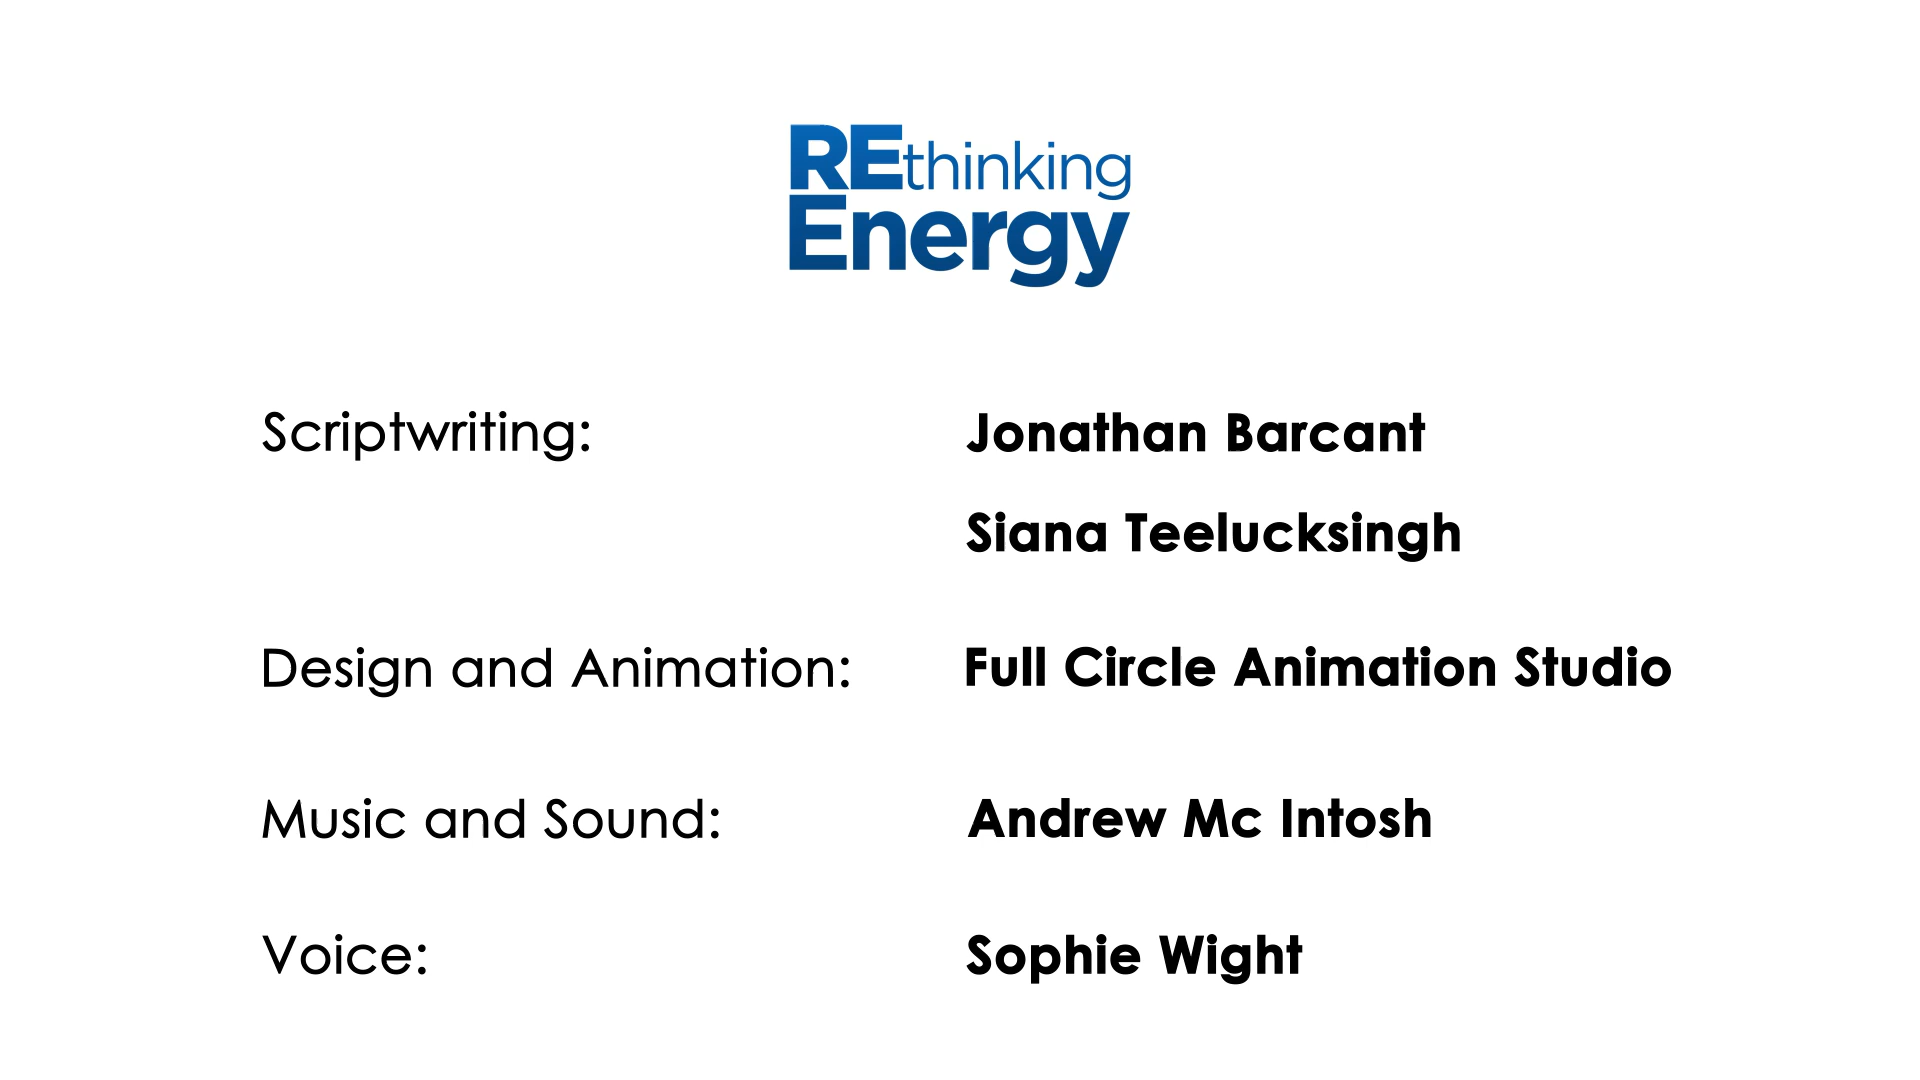 REthinking
Energy
Scriptwriting: Jonathan Barcant
Siana Teelucksingh
Design and Animation: Full Circle Animation Studio
Music and Sound: Andrew Mc Intosh
Voice: Sophie Wight